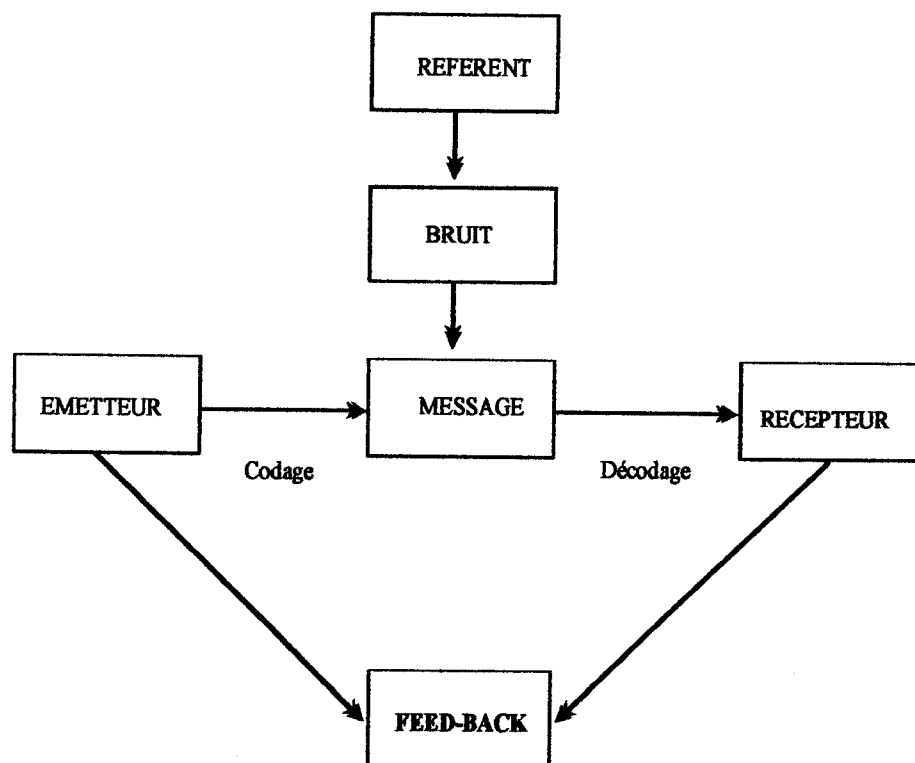 REFERENT
BRUIT
EMETTEUR
MESSAGE
RECEPTEUR
Codage
Décodage
FEED-BACK